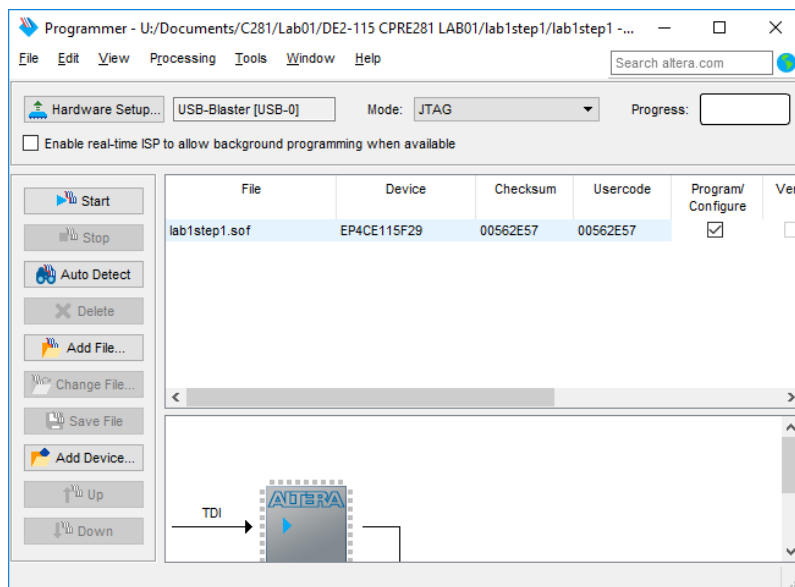 Programmer - U:/Documents/C281/Lab01/DE2-115 CPRE281 LAB01/lab1step1/lab1step1 -...
File Edit View Processing Tools Window Help
Search altera.com
Hardware Setup... USB-Blaster [USB-0] Mode: JTAG Progress:
Enable real-time ISP to allow background programming when available
File Device Checksum Usercode Program/ Ver
Configure
Start
lab1step1.sof EP4CE115F29 00562E57 00562E57
Stop
Auto Detect
Delete
Add File...
Change File...
Save File
Add Device...
Up
Down
ALTERA
TDI